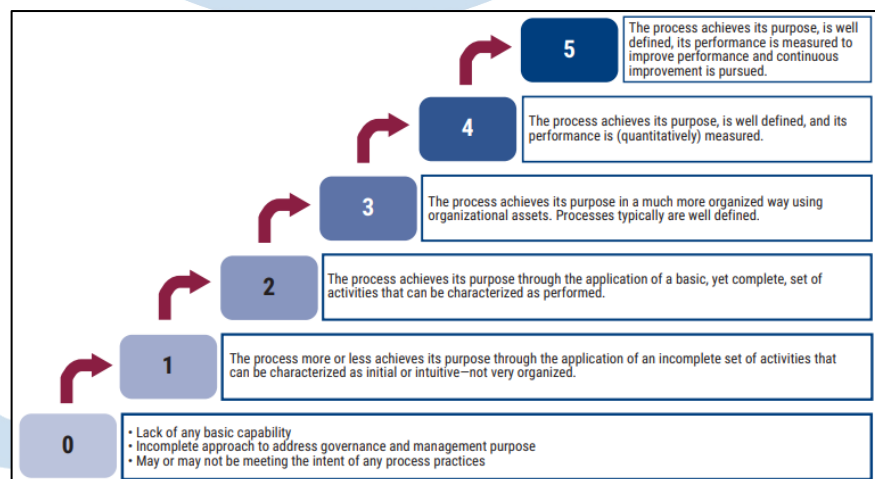 5
The process achieves its purpose, is well
defined, its performance is measured to
improve performance and continuous
improvement is pursued.
4
The process achieves its purpose, is well defined, and its
performance is (quantitatively) measured.
3
The process achieves its purpose in a much more organized way using
organizational assets. Processes typically are well defined.
2
The process achieves its purpose through the application of a basic, yet complete, set of
activities that can be characterized as performed.
1
The process more or less achieves its purpose through the application of an incomplete set of activities that
can be characterized as initial or intuitive—not very organized.
0
• Lack of any basic capability
• Incomplete approach to address governance and management purpose
• May or may not be meeting the intent of any process practices